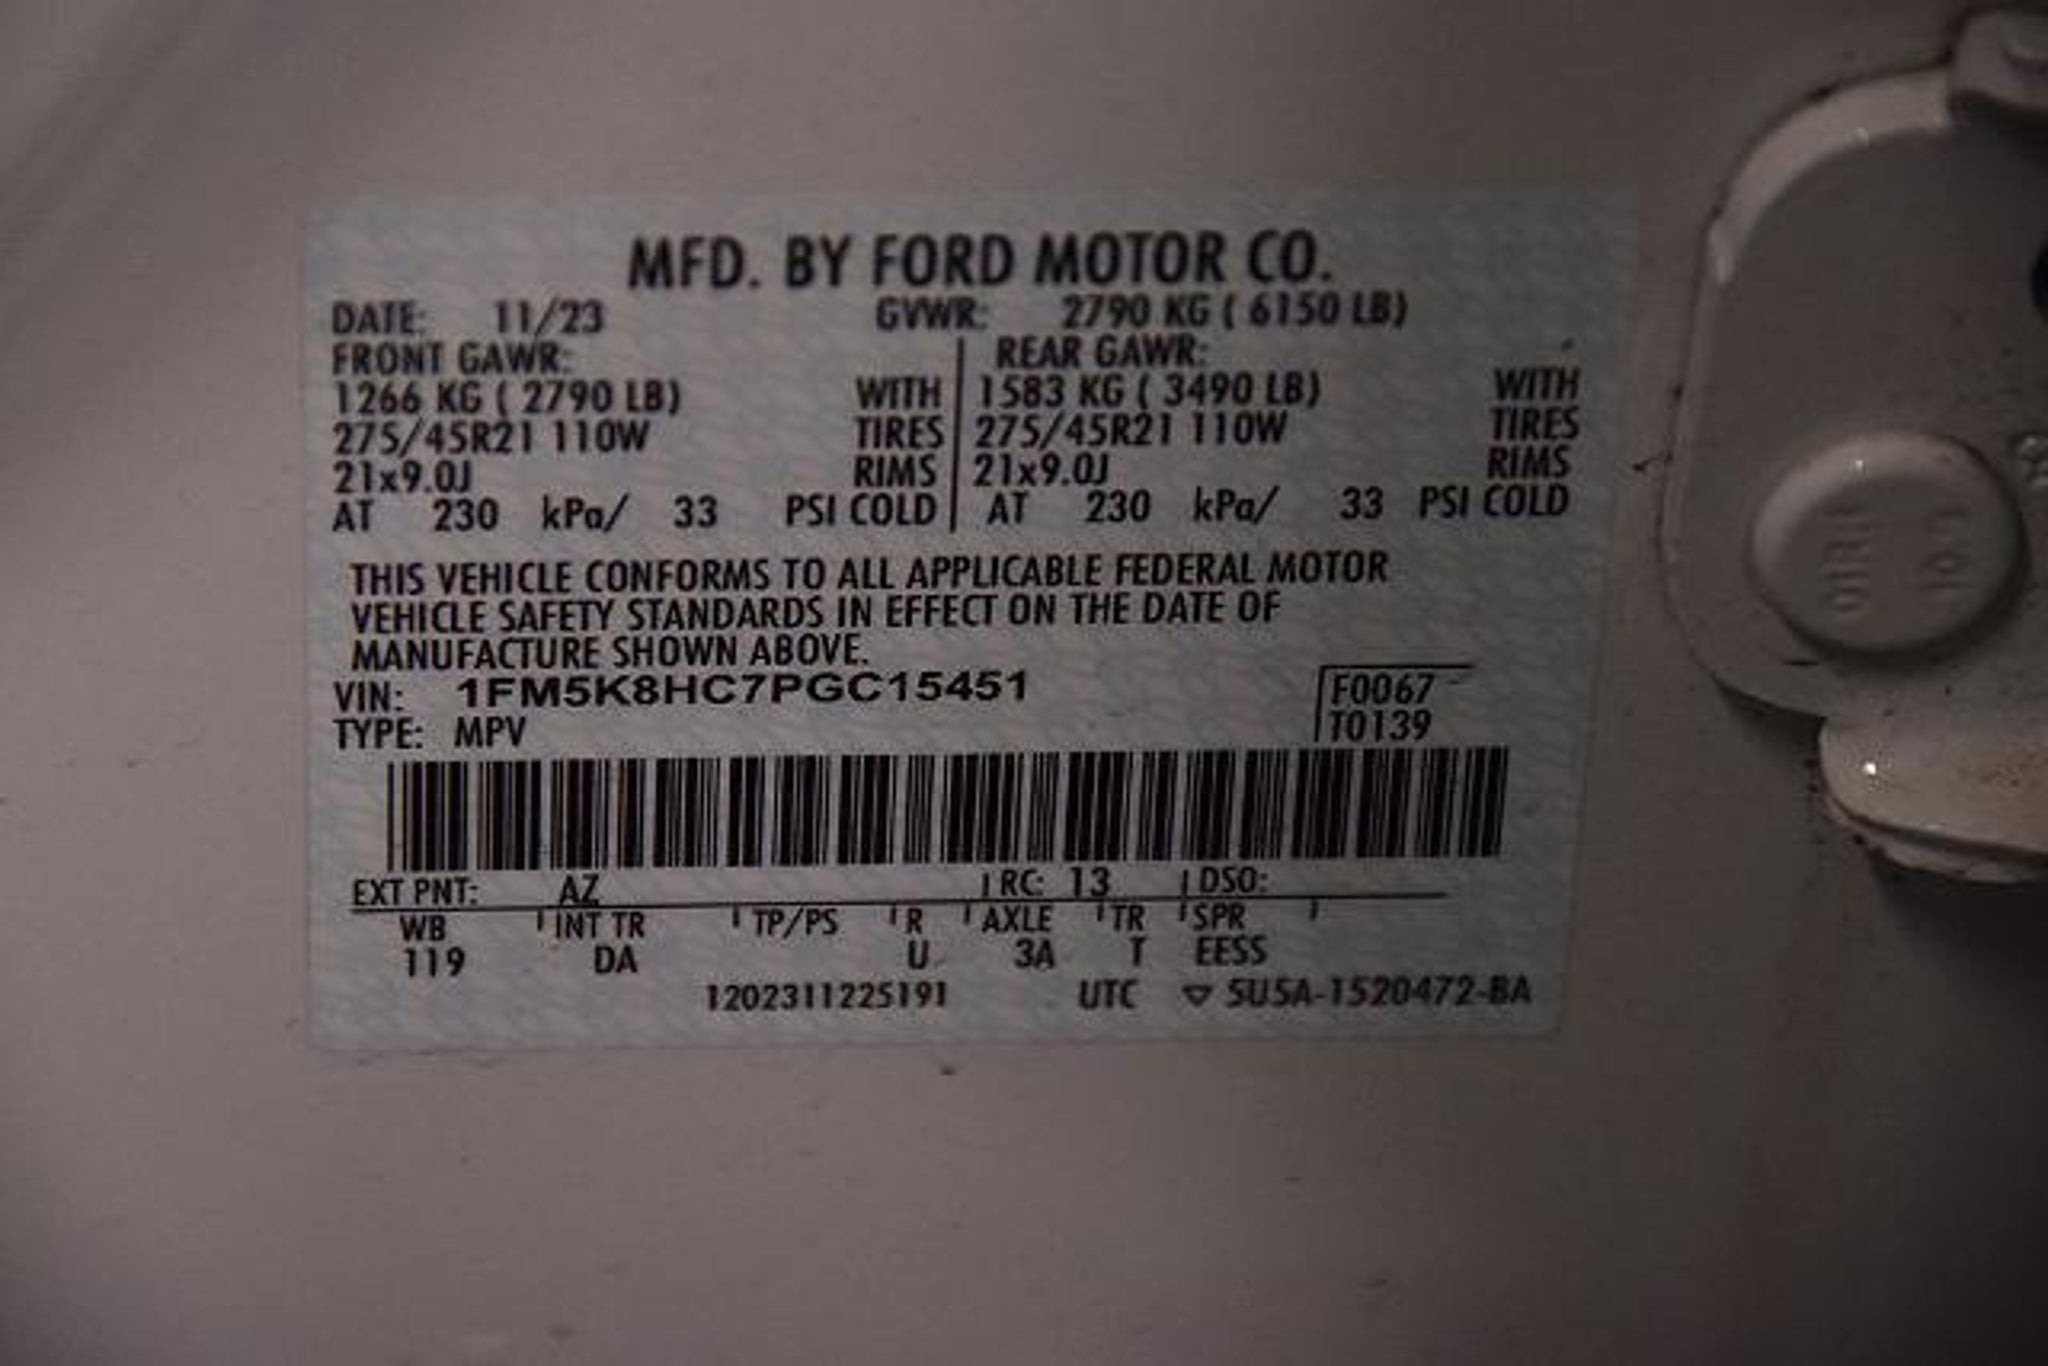 MFD. BY FORD MOTOR CO.
DATE: 11/23 GVWR: 2790 KG ( 6150 LB)
FRONT GAWR: REAR GAWR:
1266 KG ( 2790 LB) WITH 1583 KG ( 3490 LB) WITH
275/45R21 110W TIRES 275/45R21 110W TIRES
21x9.0J RIMS 21x9.0J RIMS
AT 230 kPa/ 33 PSI COLD AT 230 kPa/ 33 PSI COLD
THIS VEHICLE CONFORMS TO ALL APPLICABLE FEDERAL MOTOR
VEHICLE SAFETY STANDARDS IN EFFECT ON THE DATE OF
MANUFACTURE SHOWN ABOVE.
VIN: 1FM5K8HC7PGC15451 F0067
TYPE: MPV T0139
EXT PNT: AZ RC: 13 DSO:
WB INT TR TP/PS R AXLE TR SPR
119 DA U 3A T EESS
1202311225191 UTC ▽ 5U5A-1520472-BA